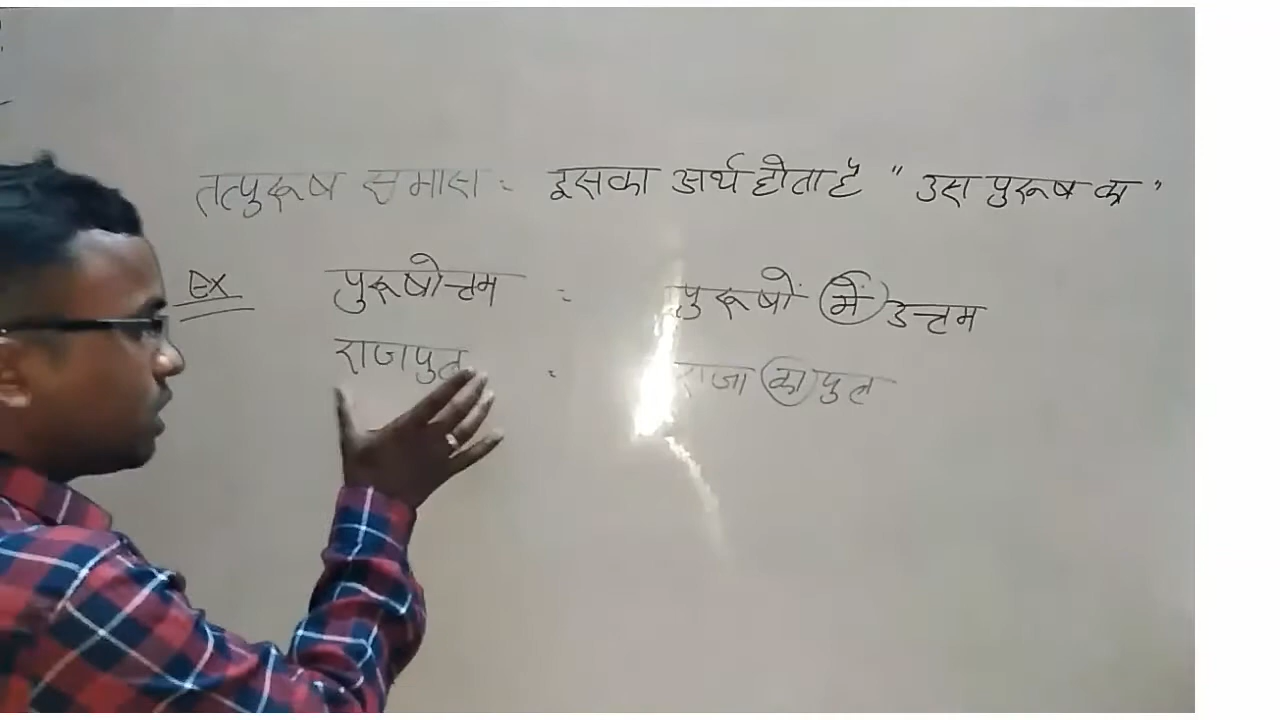 तत्पुरूष समास : इसका अर्थ होता है " उस पुरूष का "
Ex पुरूषोत्तम = पुरूषों में उत्तम
राजपुत्र = राजा का पुत्र